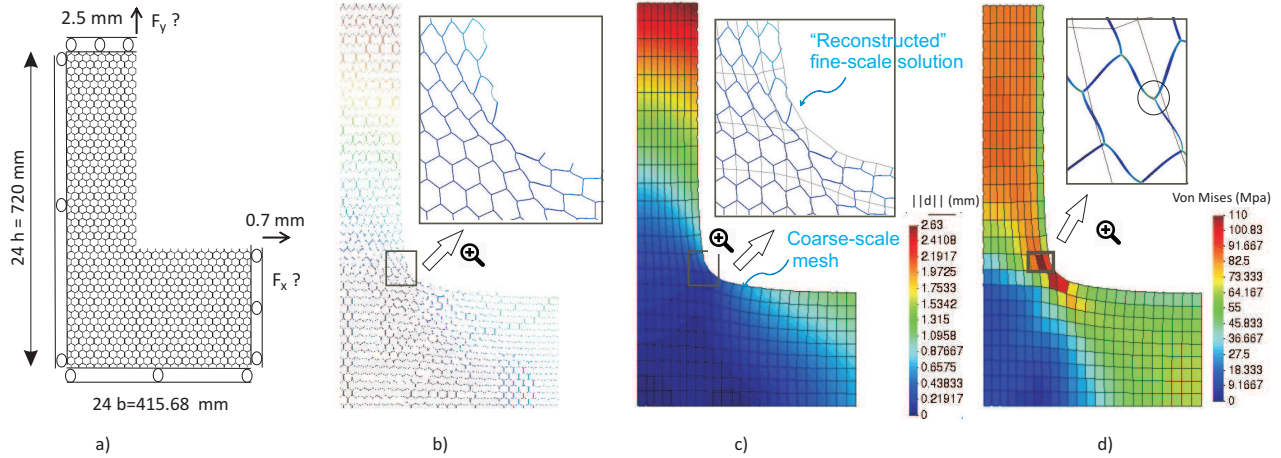 2.5 mm
F_y ?
24 h = 720 mm
0.7 mm
F_x ?
24 b=415.68 mm
a)
b)
“Reconstructed”
fine-scale solution
Coarse-scale
mesh
||d|| (mm)
2.63
2.4108
2.1917
1.9725
1.7533
1.5342
1.315
1.0958
0.87667
0.6575
0.43833
0.21917
0
c)
Von Mises (Mpa)
110
100.83
91.667
82.5
73.333
64.167
55
45.833
36.667
27.5
18.333
9.1667
0
d)